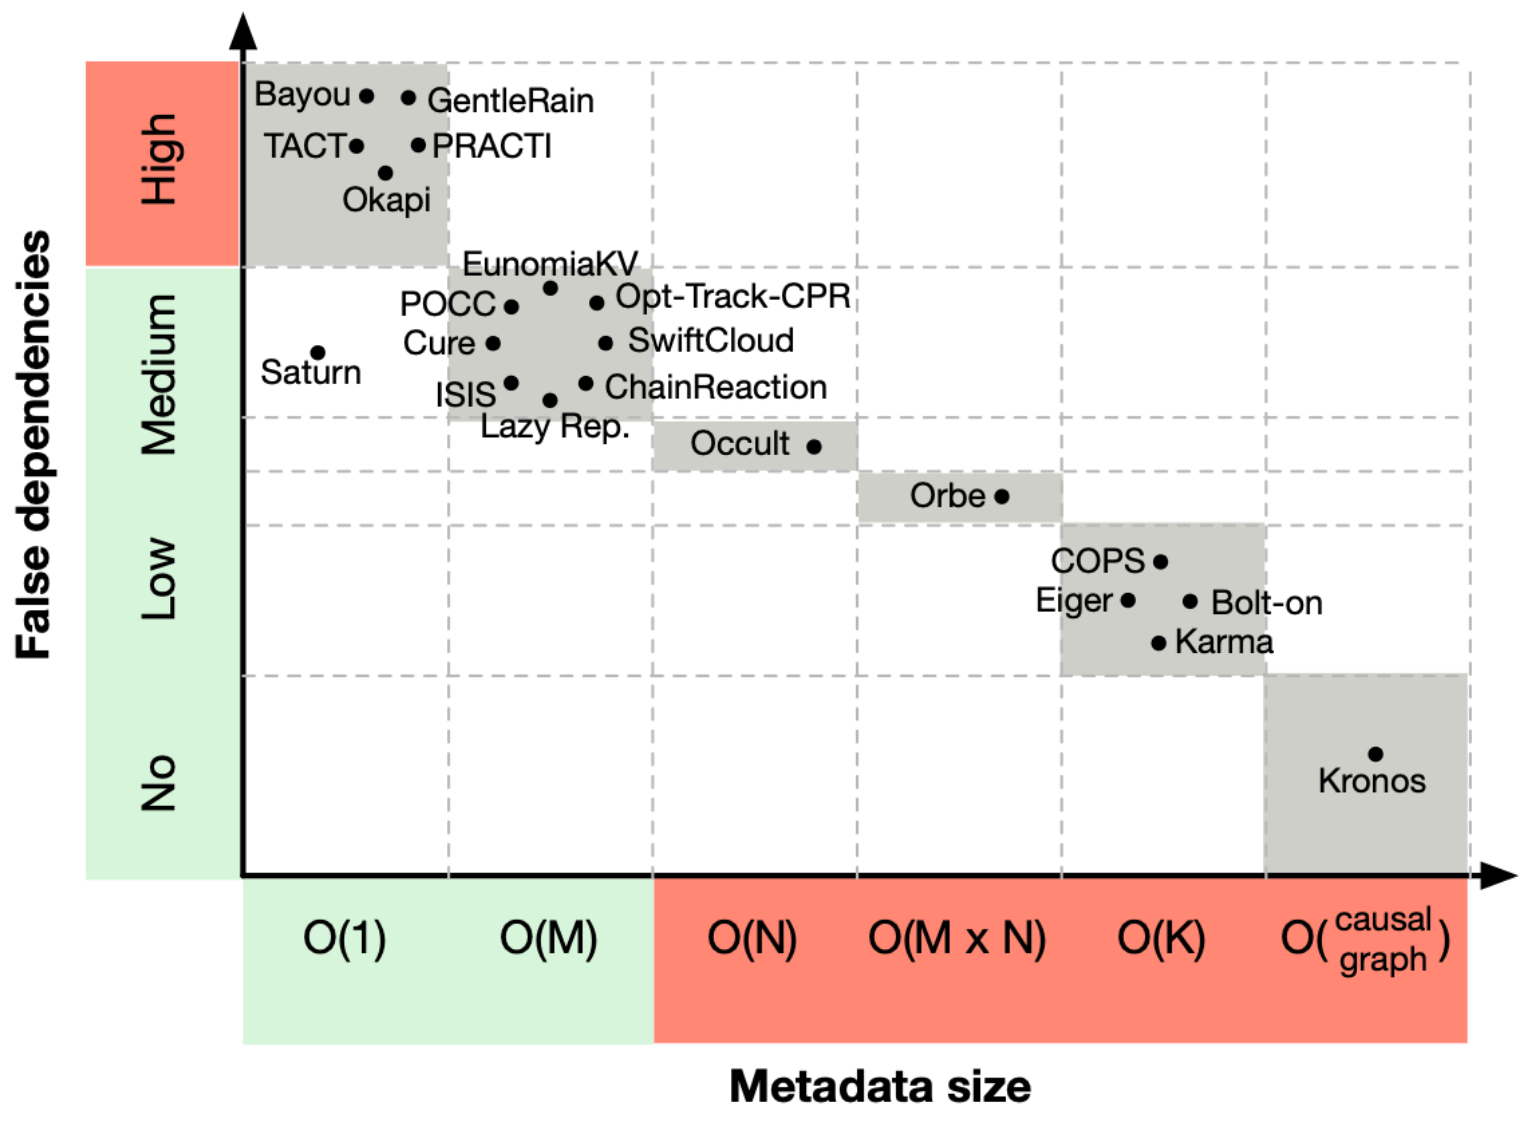 False dependencies
High
Medium
Low
No
Bayou
GentleRain
TACT
PRACTI
Okapi
EunomiaKV
POCC
Opt-Track-CPR
Cure
SwiftCloud
Saturn
ISIS
ChainReaction
Lazy Rep.
Occult
Orbe
COPS
Eiger
Bolt-on
Karma
Kronos
O(1)
O(M)
O(N)
O(M x N)
O(K)
O( causal
graph )
Metadata size